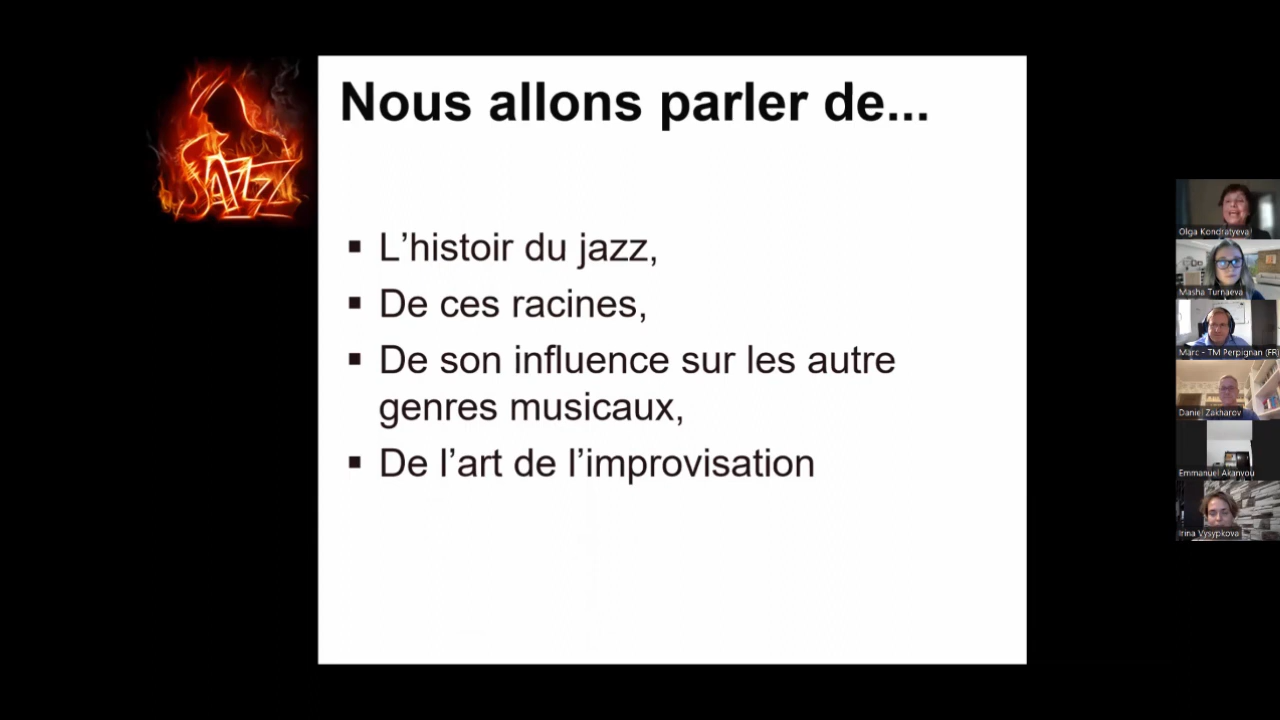 Nous allons parler de...
JAZZ
▪ L’histoir du jazz,
▪ De ces racines,
▪ De son influence sur les autre
genres musicaux,
▪ De l’art de l’improvisation
Olga Kondratyeva
Masha Turnaeva
Marc - TM Perpignan (FR)
Daniel Zakharov
Emmanuel Akanvou
Irina Vysypkova